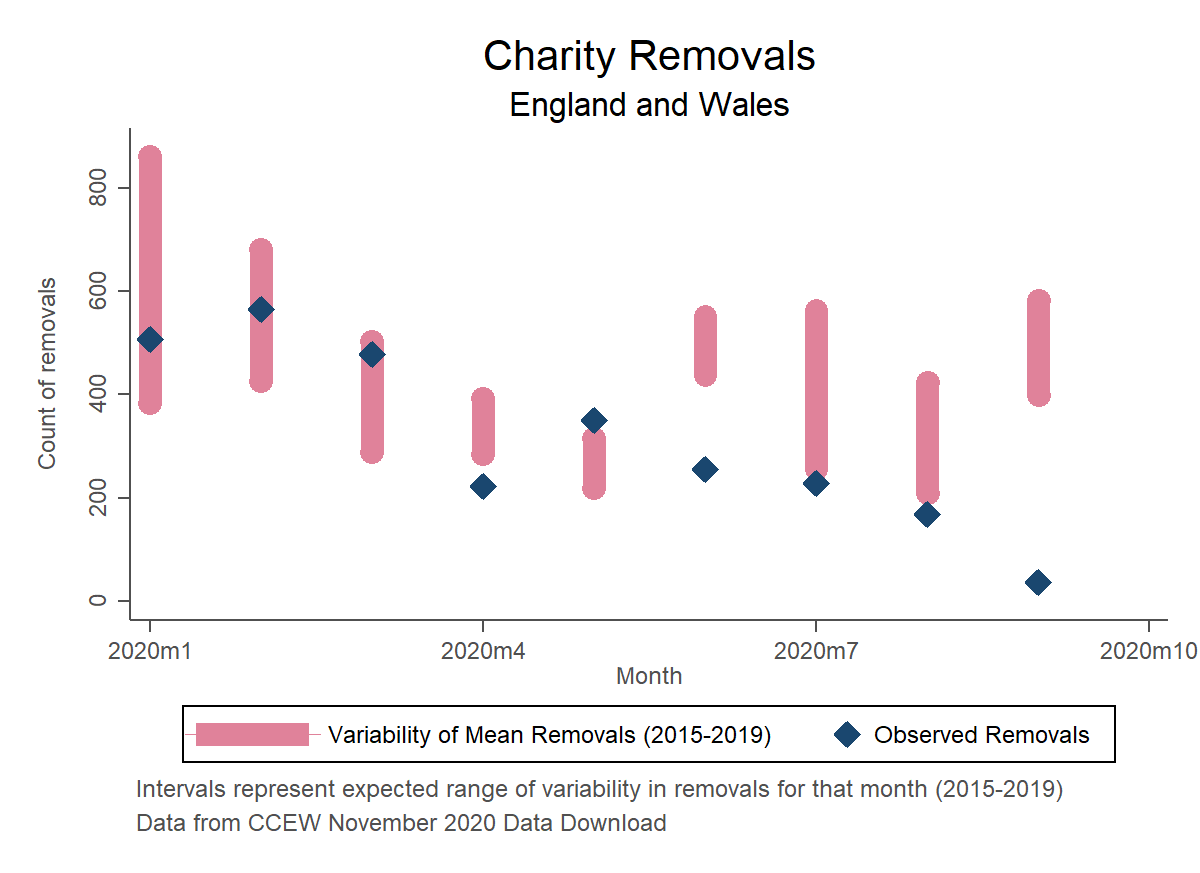 Charity Removals
England and Wales
Count of removals
800
600
400
200
0
2020m1 2020m4 2020m7 2020m10
Month
Variability of Mean Removals (2015-2019) Observed Removals
Intervals represent expected range of variability in removals for that month (2015-2019)
Data from CCEW November 2020 Data Download